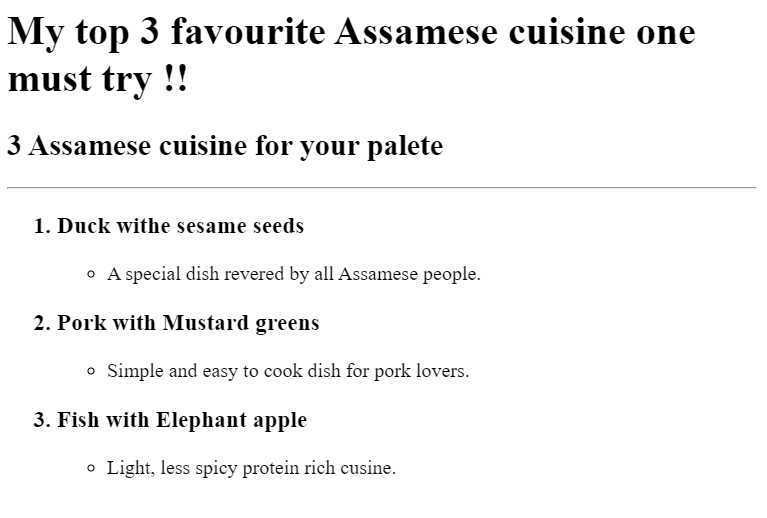 My top 3 favourite Assamese cuisine one
must try !!
3 Assamese cuisine for your palete
1. Duck withe sesame seeds
A special dish revered by all Assamese people.
2. Pork with Mustard greens
Simple and easy to cook dish for pork lovers.
3. Fish with Elephant apple
Light, less spicy protein rich cusine.